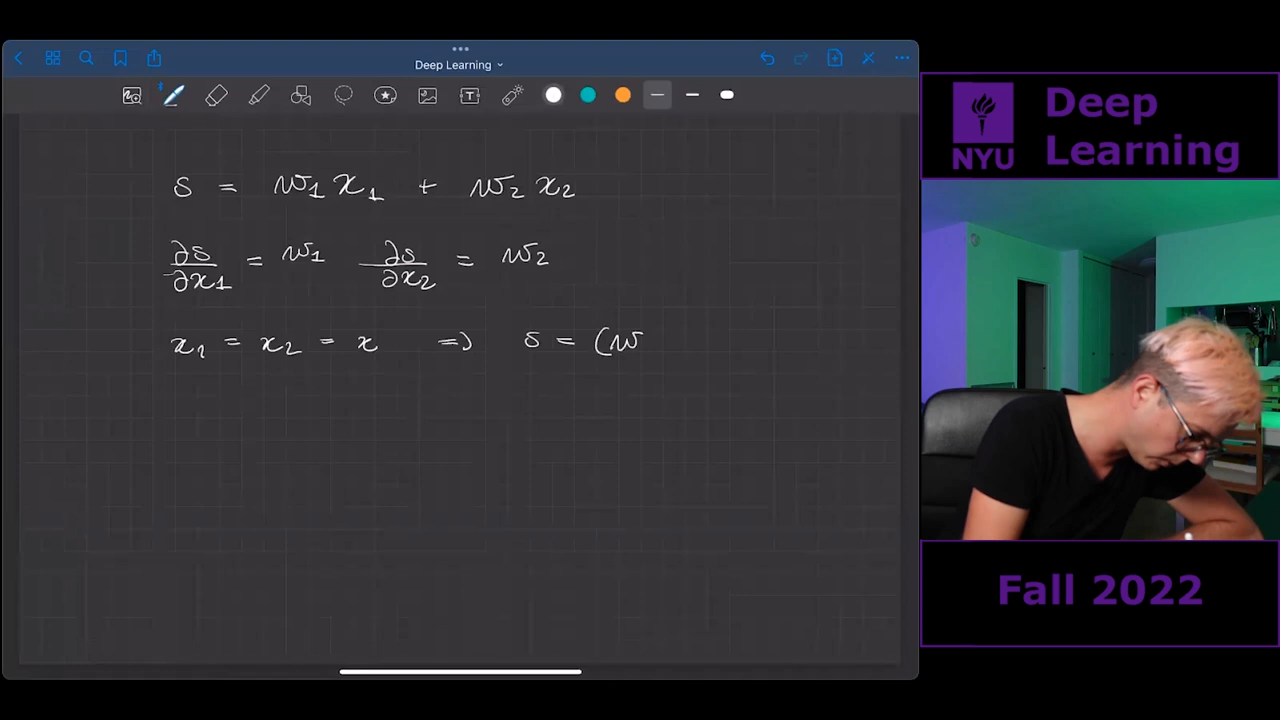 Deep Learning
s = w₁ x₁ + w₂ x₂
∂s/∂x₁ = w₁ ∂s/∂x₂ = w₂
x₁ = x₂ = x => s = (w
NYU
Deep
Learning
Fall 2022